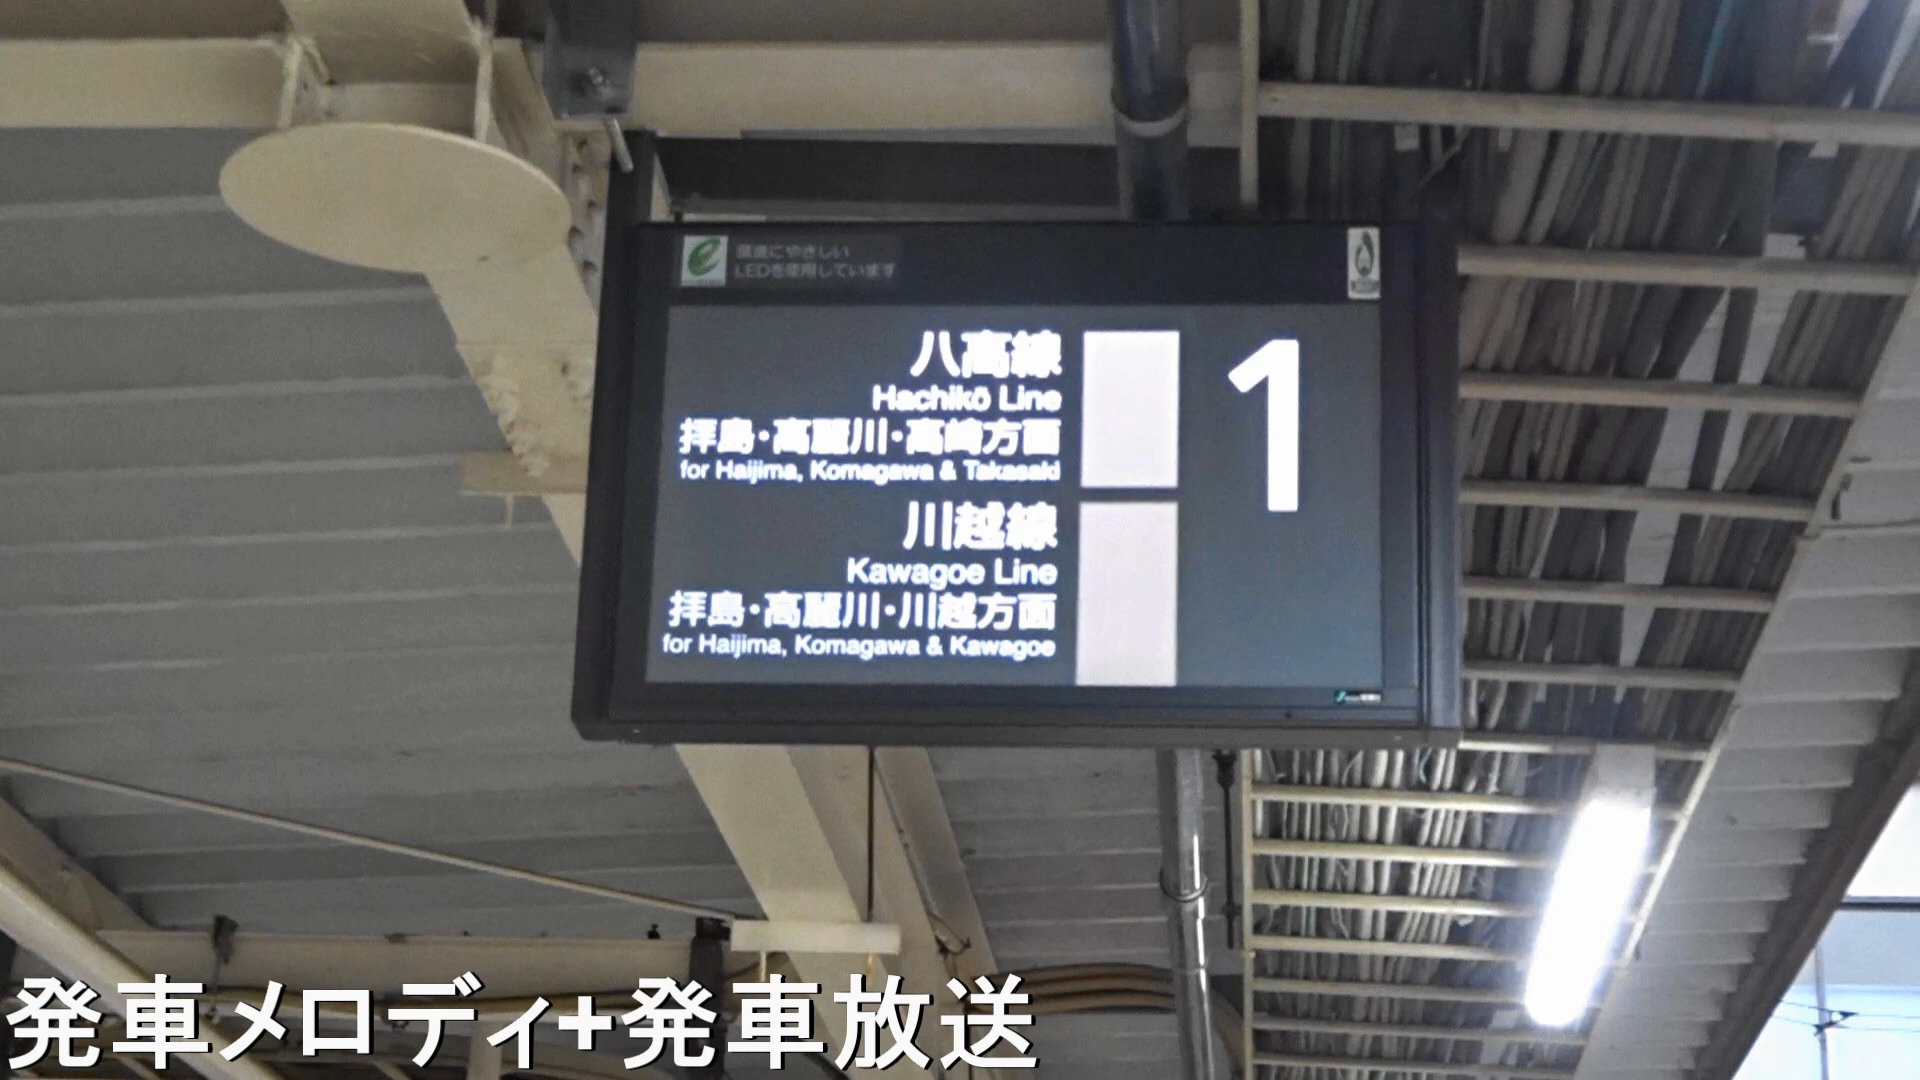 環境にやさしい
LEDを使用しています
八高線
Hachikō Line
拝島・高麗川・高崎方面
for Haijima, Komagawa & Takasaki
川越線
Kawagoe Line
拝島・高麗川・川越方面
for Haijima, Komagawa & Kawagoe
1
発車メロディ+発車放送